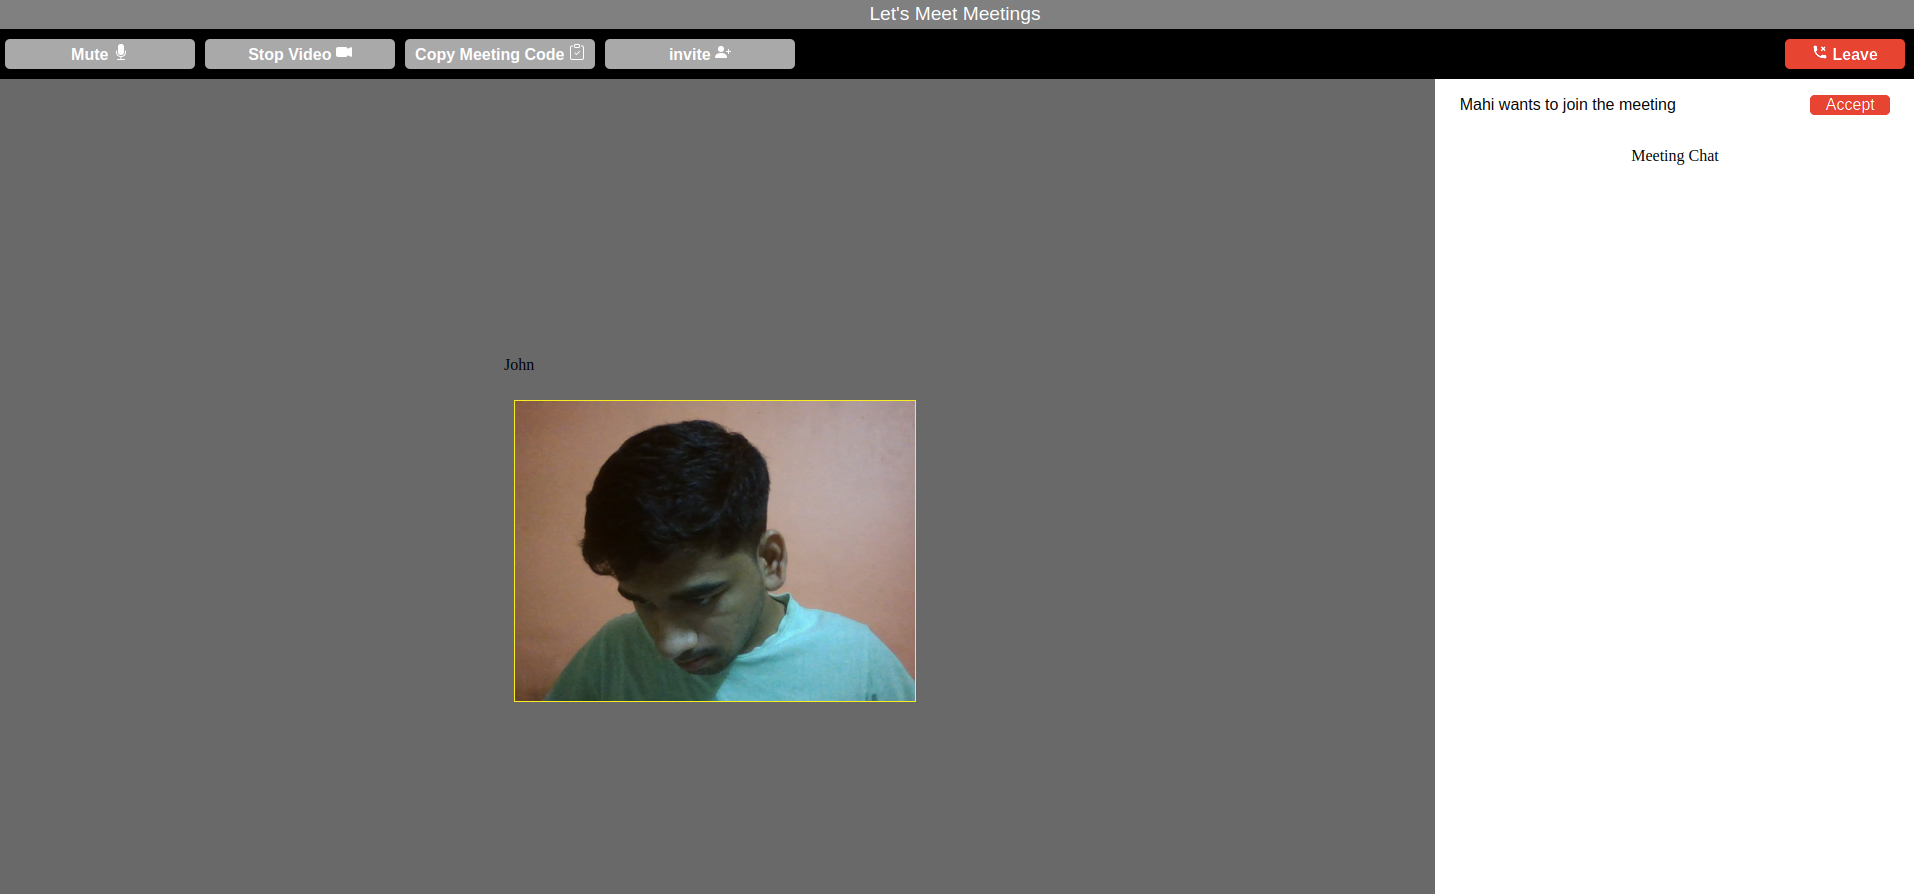 Let's Meet Meetings
Mute
Stop Video
Copy Meeting Code
invite
Leave
Mahi wants to join the meeting
Accept
Meeting Chat
John